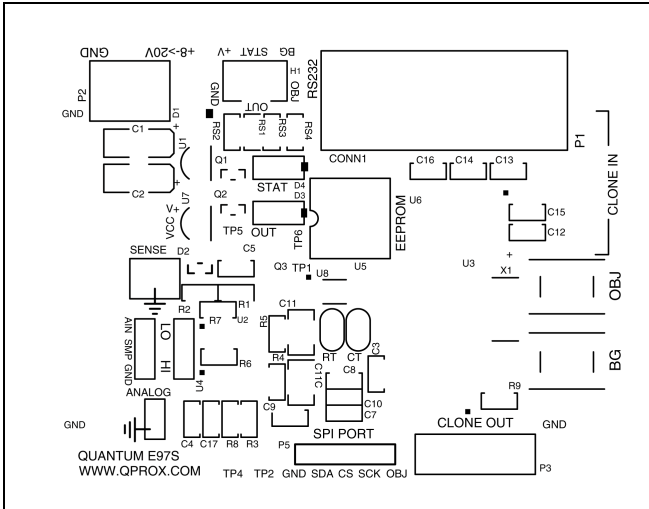 GND +8->20V
+V STAT BG
P2
H1
RS232
GND
D1
GND OUT OBJ
P1
C1
+
RS2 RS1 RS3 RS4
U1
CONN1
Q1
C16 C14 C13
STAT
D4
CLONE IN
C2
+
U7
Q2
D3
U6
V+
VCC
TP5
OUT
TP6
EEPROM
C15
C12
SENSE
D2
C5
Q3 TP1
U8
U5
U3
+
X1
OBJ
R2
R1
R7
U2
C11
R5
AIN SMP GND
LO HI
R6
R4
RT CT
C3
U4
C11C
C8
BG
ANALOG
C9
C10
C7
R9
CLONE OUT
GND
GND
C4 C17 R8 R3
SPI PORT
P5
P3
QUANTUM E97S
WWW.QPROX.COM
TP4 TP2 GND SDA CS SCK OBJ